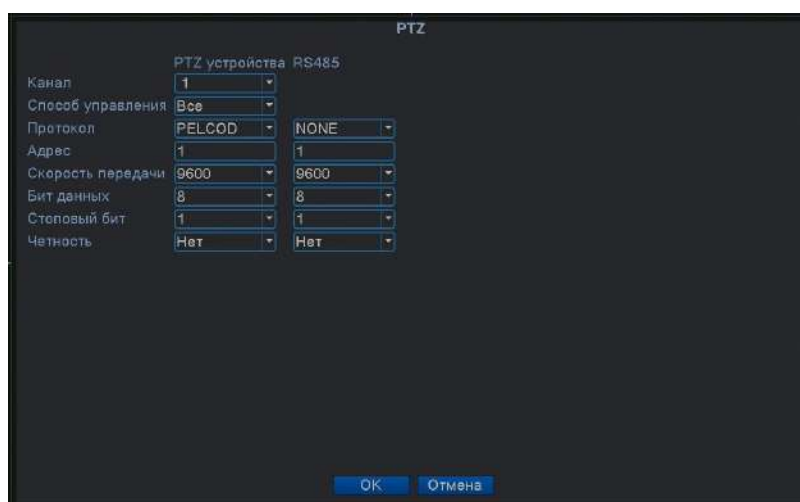 PTZ
PTZ устройства RS485
Канал 1
Способ управления Все
Протокол PELCOD NONE
Адрес 1 1
Скорость передачи 9600 9600
Бит данных 8 8
Стоповый бит 1 1
Четность Нет Нет
OK Отмена